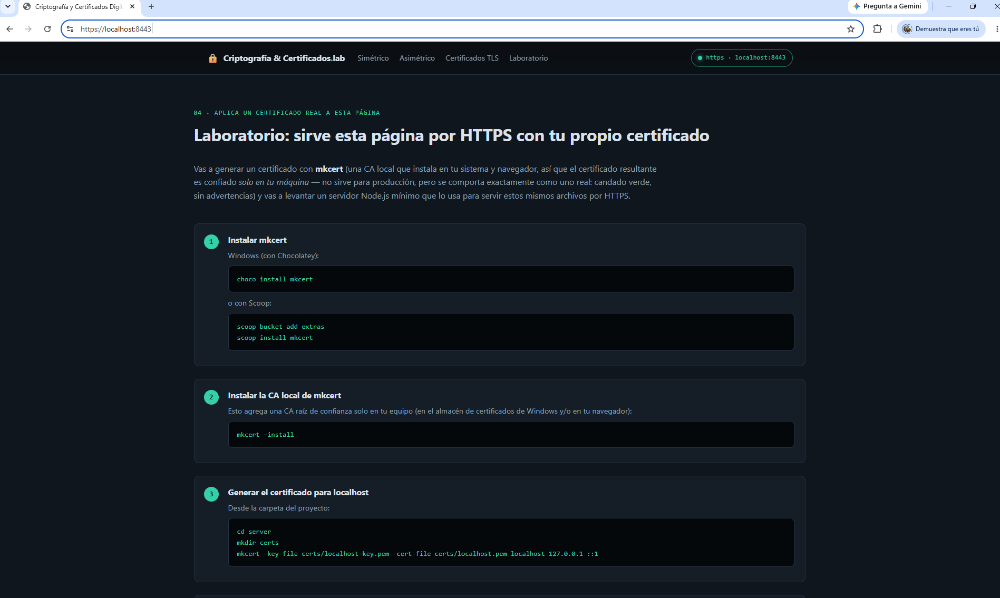 Criptografía y Certificados Digit
Pregunta a Gemini
https://localhost:8443
Demuestra que eres tú
Criptografía & Certificados.lab
Simétrico
Asimétrico
Certificados TLS
Laboratorio
https · localhost:8443
04 · APLICA UN CERTIFICADO REAL A ESTA PÁGINA
Laboratorio: sirve esta página por HTTPS con tu propio certificado
Vas a generar un certificado con mkcert (una CA local que instala en tu sistema y navegador, así que el certificado resultante
es confiado solo en tu máquina — no sirve para producción, pero se comporta exactamente como uno real: candado verde,
sin advertencias) y vas a levantar un servidor Node.js mínimo que lo usa para servir estos mismos archivos por HTTPS.
1
Instalar mkcert
Windows (con Chocolatey):
choco install mkcert
o con Scoop:
scoop bucket add extras
scoop install mkcert
2
Instalar la CA local de mkcert
Esto agrega una CA raíz de confianza solo en tu equipo (en el almacén de certificados de Windows y/o en tu navegador):
mkcert -install
3
Generar el certificado para localhost
Desde la carpeta del proyecto:
cd server
mkdir certs
mkcert -key-file certs/localhost-key.pem -cert-file certs/localhost.pem localhost 127.0.0.1 ::1